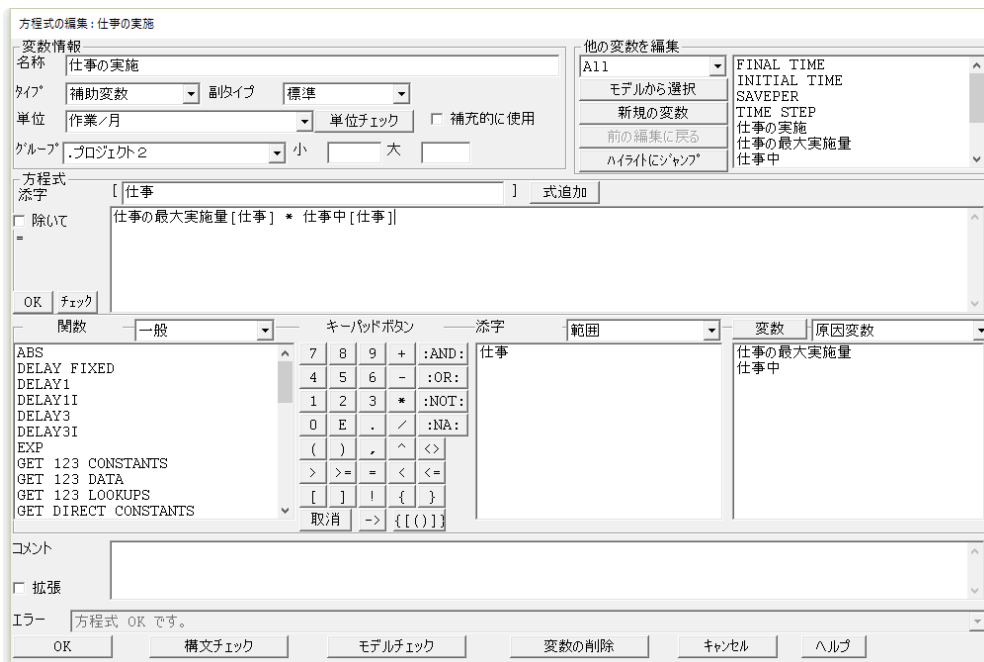 方程式の編集:仕事の実施
変数情報
名称 仕事の実施
タイプ 補助変数 副タイプ 標準
単位 作業/月 単位チェック 補充的に使用
グループ .プロジェクト2 小 大
他の変数を編集
All
モデルから選択
新規の変数
前の編集に戻る
ハイライトにジャンプ
FINAL TIME
INITIAL TIME
SAVEPER
TIME STEP
仕事の実施
仕事の最大実施量
仕事中
方程式
添字 [ 仕事 ] 式追加
除いて
=
仕事の最大実施量[仕事] * 仕事中[仕事]
OK チェック
関数 一般
ABS
DELAY FIXED
DELAY1
DELAY1I
DELAY3
DELAY3I
EXP
GET 123 CONSTANTS
GET 123 DATA
GET 123 LOOKUPS
GET DIRECT CONSTANTS
キーパッドボタン
7 8 9 + :AND:
4 5 6 - :OR:
1 2 3 * :NOT:
0 E . / :NA:
( ) , ^ <>
> >= = < <=
[ ] ! { }
取消 -> {[()]}
添字 範囲
仕事
変数 原因変数
仕事の最大実施量
仕事中
コメント
拡張
エラー 方程式 OK です。
OK 構文チェック モデルチェック 変数の削除 キャンセル ヘルプ